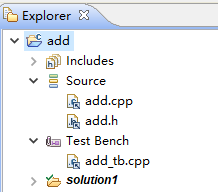 Explorer
add
Includes
Source
add.cpp
add.h
Test Bench
add_tb.cpp
solution1